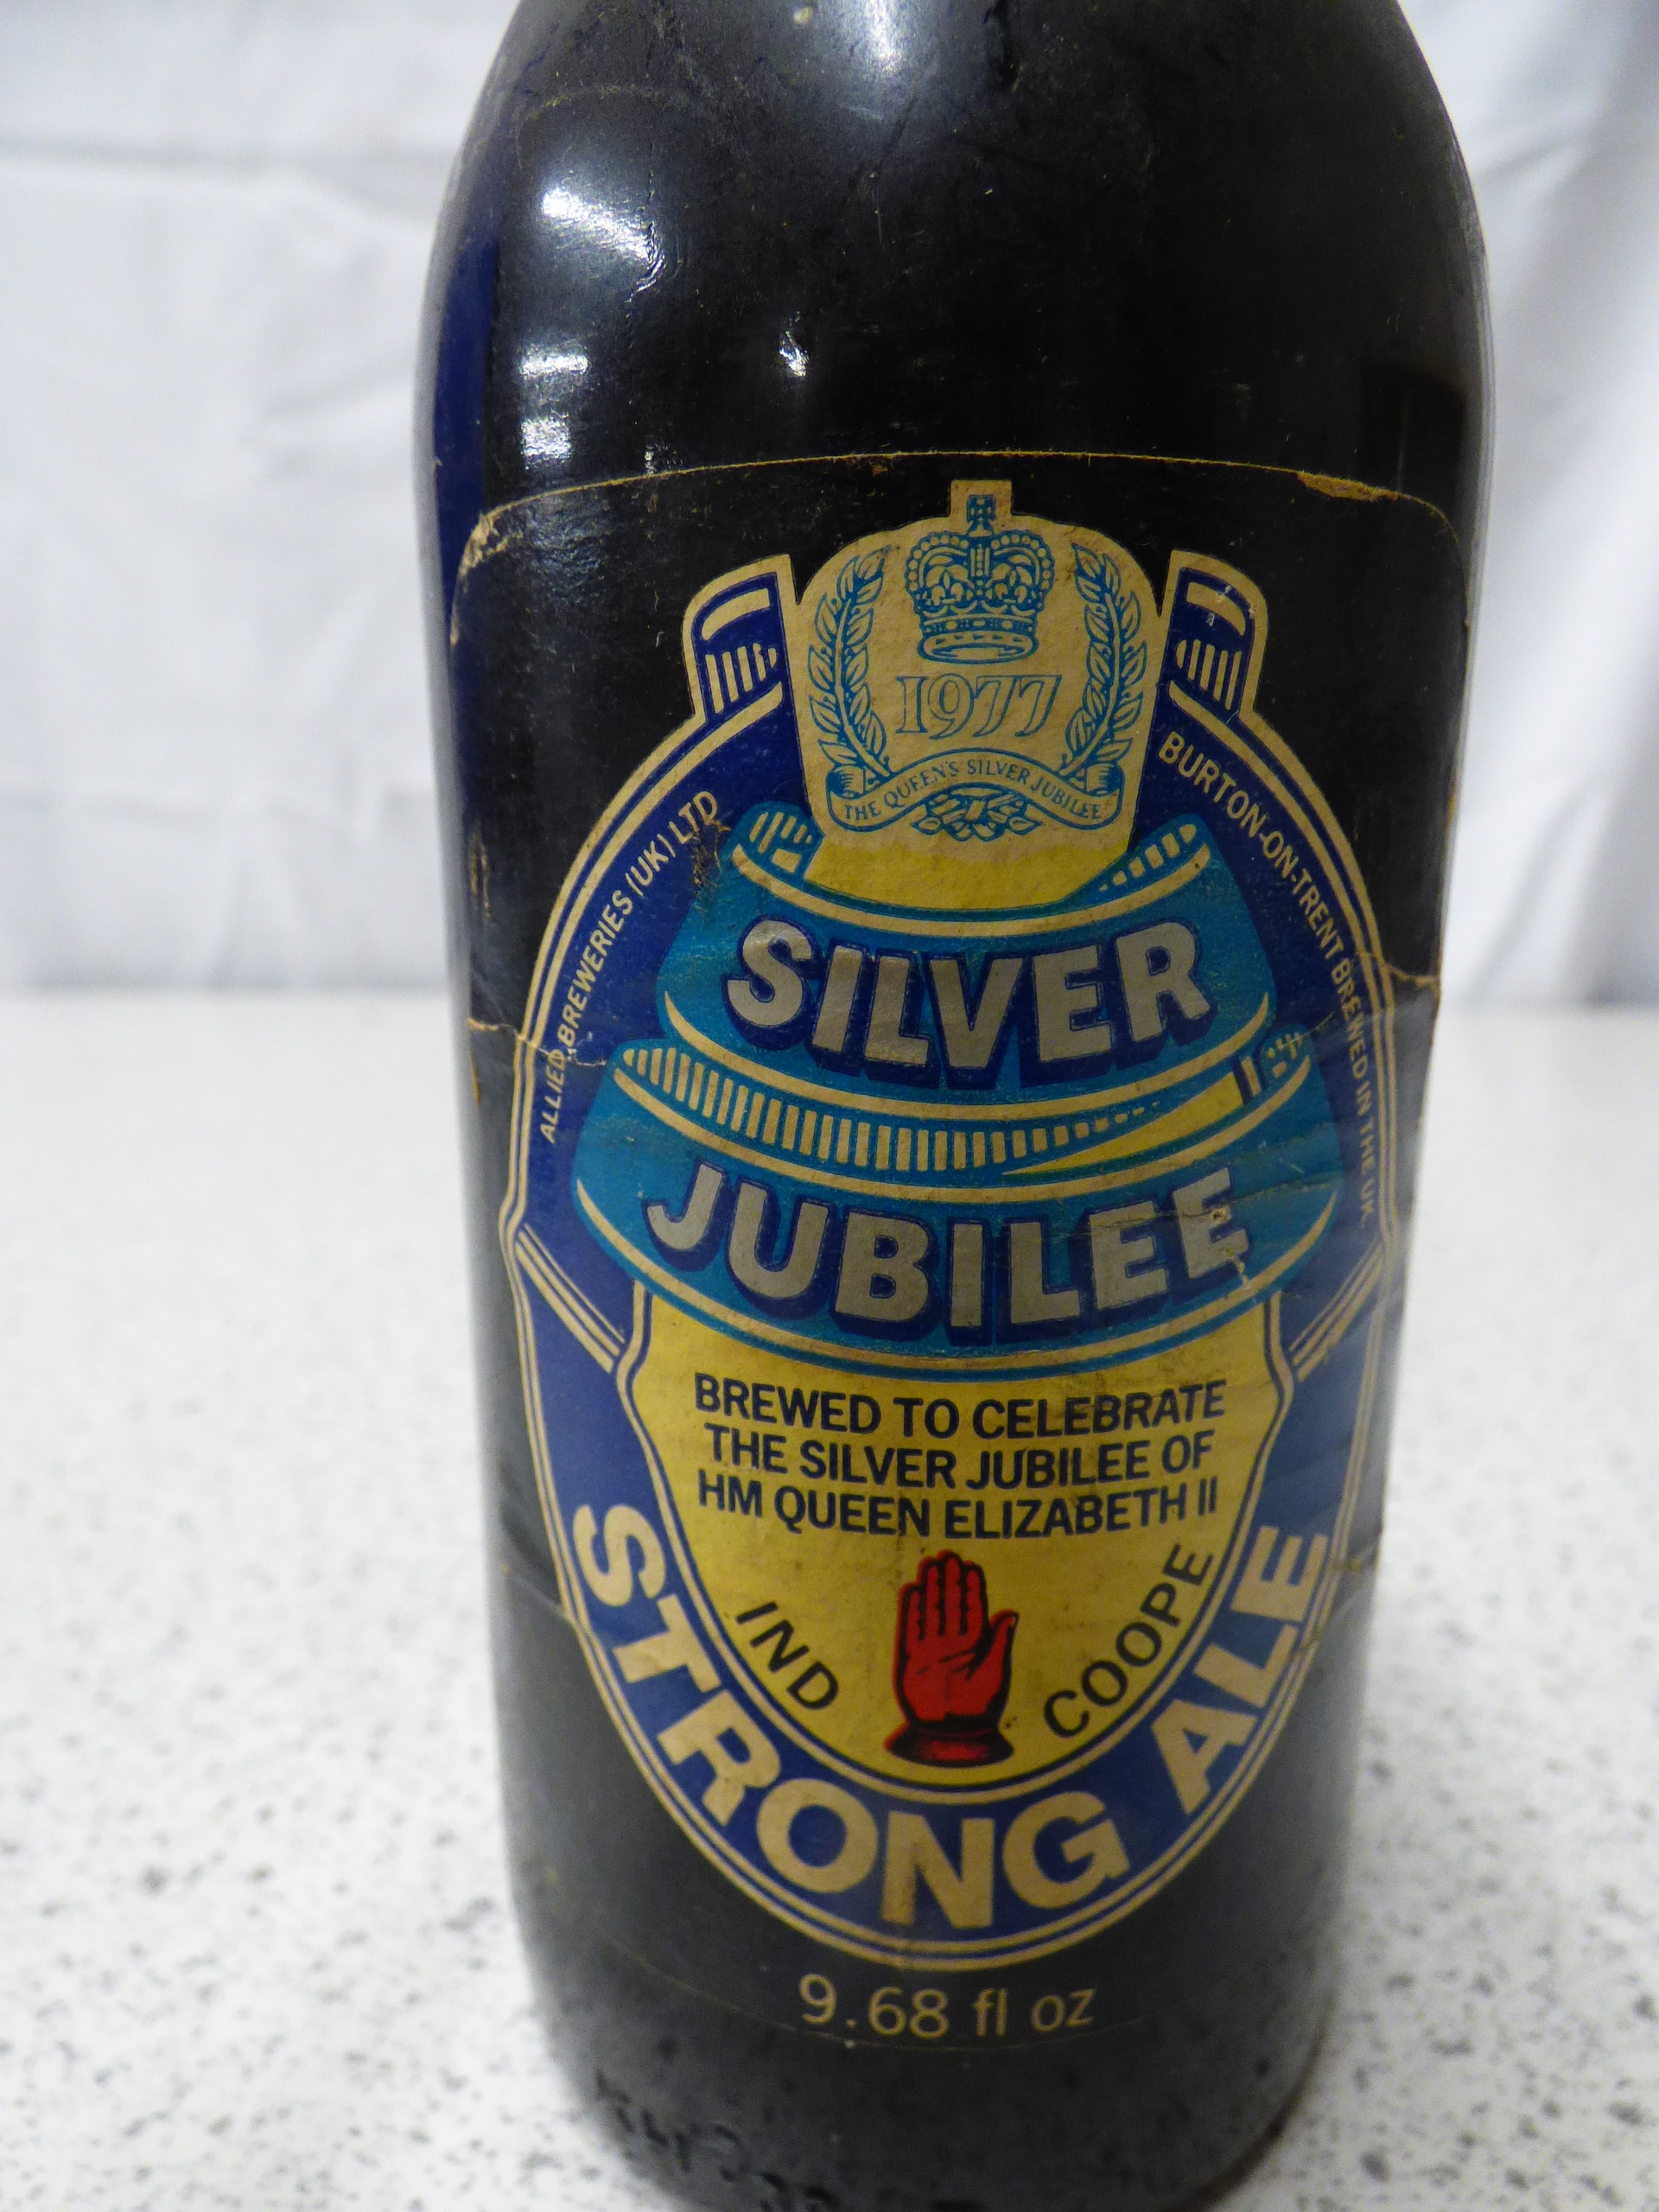 1977
THE QUEEN'S SILVER JUBILEE
ALLIED BREWERIES (UK) LTD
BURTON-ON-TRENT BREWED IN THE UK.
SILVER
JUBILEE
BREWED TO CELEBRATE
THE SILVER JUBILEE OF
HM QUEEN ELIZABETH II
IND COOPE
STRONG ALE
9.68 fl oz